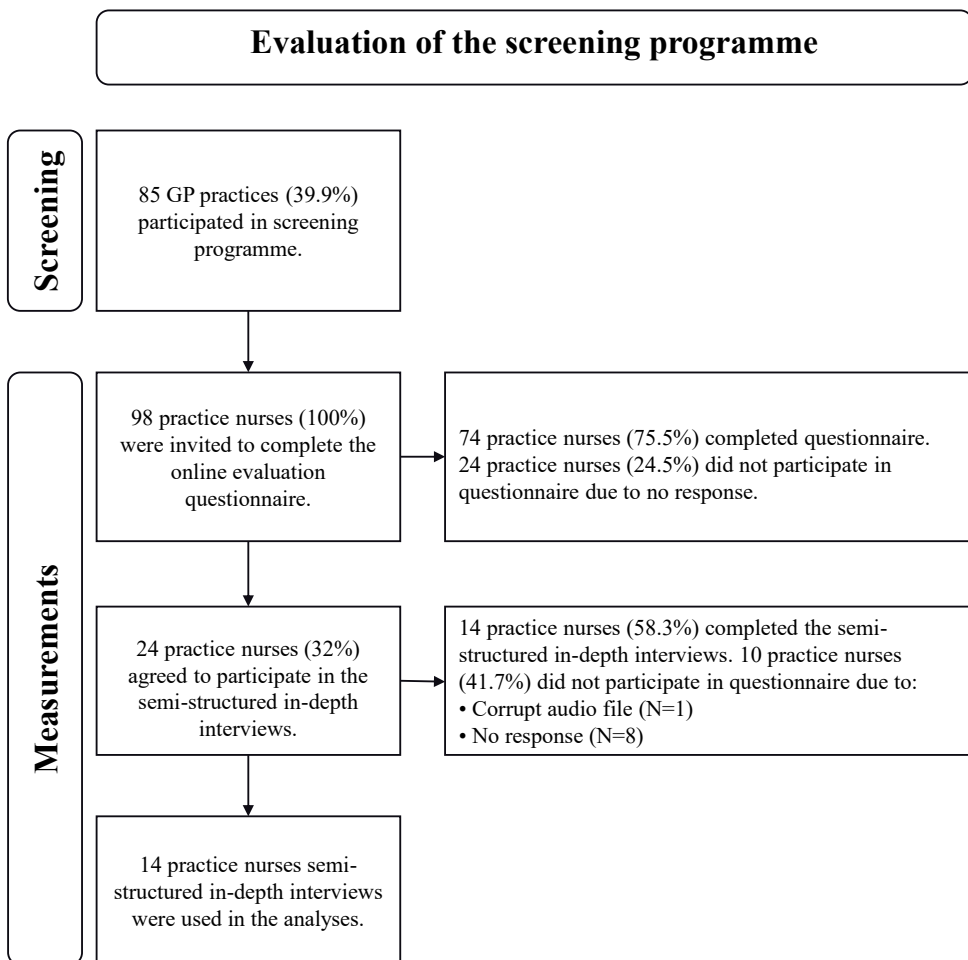 Evaluation of the screening programme
Screening
85 GP practices (39.9%)
participated in screening
programme.
Measurements
98 practice nurses (100%)
were invited to complete the
online evaluation
questionnaire.
74 practice nurses (75.5%) completed questionnaire.
24 practice nurses (24.5%) did not participate in
questionnaire due to no response.
24 practice nurses (32%)
agreed to participate in the
semi-structured in-depth
interviews.
14 practice nurses (58.3%) completed the semi-
structured in-depth interviews. 10 practice nurses
(41.7%) did not participate in questionnaire due to:
• Corrupt audio file (N=1)
• No response (N=8)
14 practice nurses semi-
structured in-depth interviews
were used in the analyses.